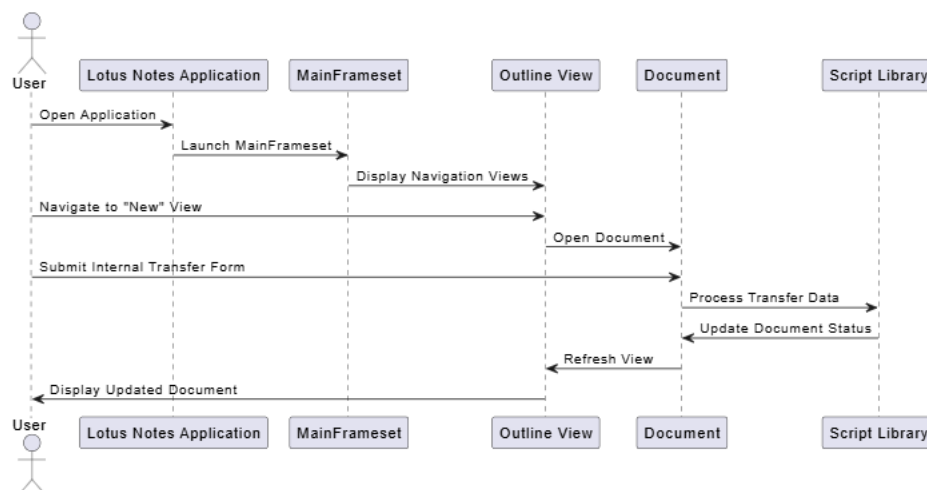 User
Lotus Notes Application
MainFrameset
Outline View
Document
Script Library
Open Application
Launch MainFrameset
Display Navigation Views
Navigate to "New" View
Open Document
Submit Internal Transfer Form
Process Transfer Data
Update Document Status
Refresh View
Display Updated Document
User
Lotus Notes Application
MainFrameset
Outline View
Document
Script Library